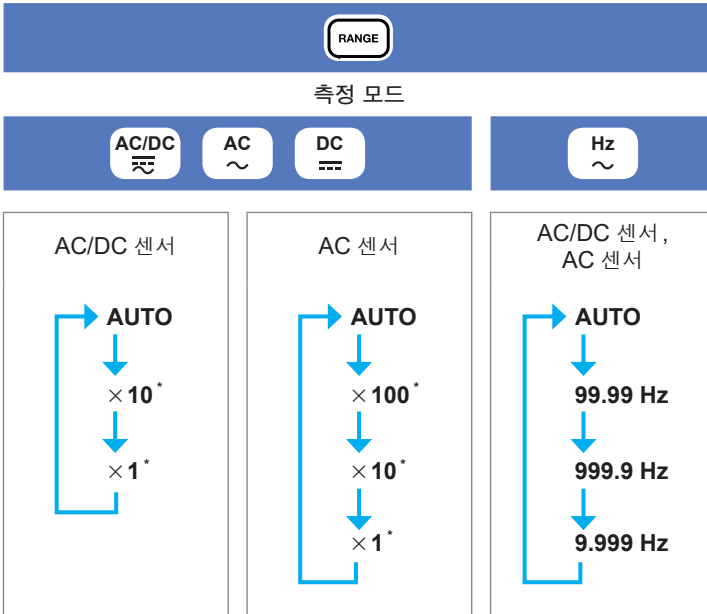 RANGE
측정 모드
AC/DC
AC
DC
Hz
AC/DC 센서
AUTO
×10*
×1*
AC 센서
AUTO
×100*
×10*
×1*
AC/DC 센서,
AC 센서
AUTO
99.99 Hz
999.9 Hz
9.999 Hz